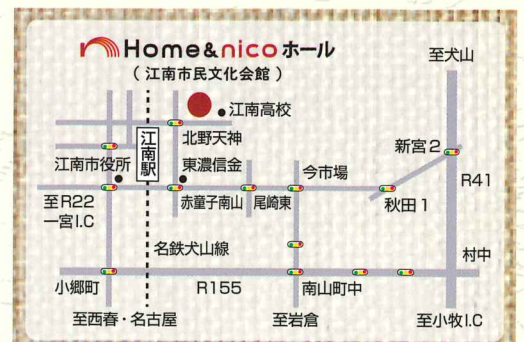 Home&nicoホール
(江南市民文化会館)
至犬山
江南高校
江南駅
北野天神
新宮2
江南市役所
東濃信金
今市場
R41
至R22
一宮I.C
赤童子南山
尾崎東
秋田1
名鉄犬山線
村中
小郷町
R155
南山町中
至西春・名古屋
至岩倉
至小牧I.C